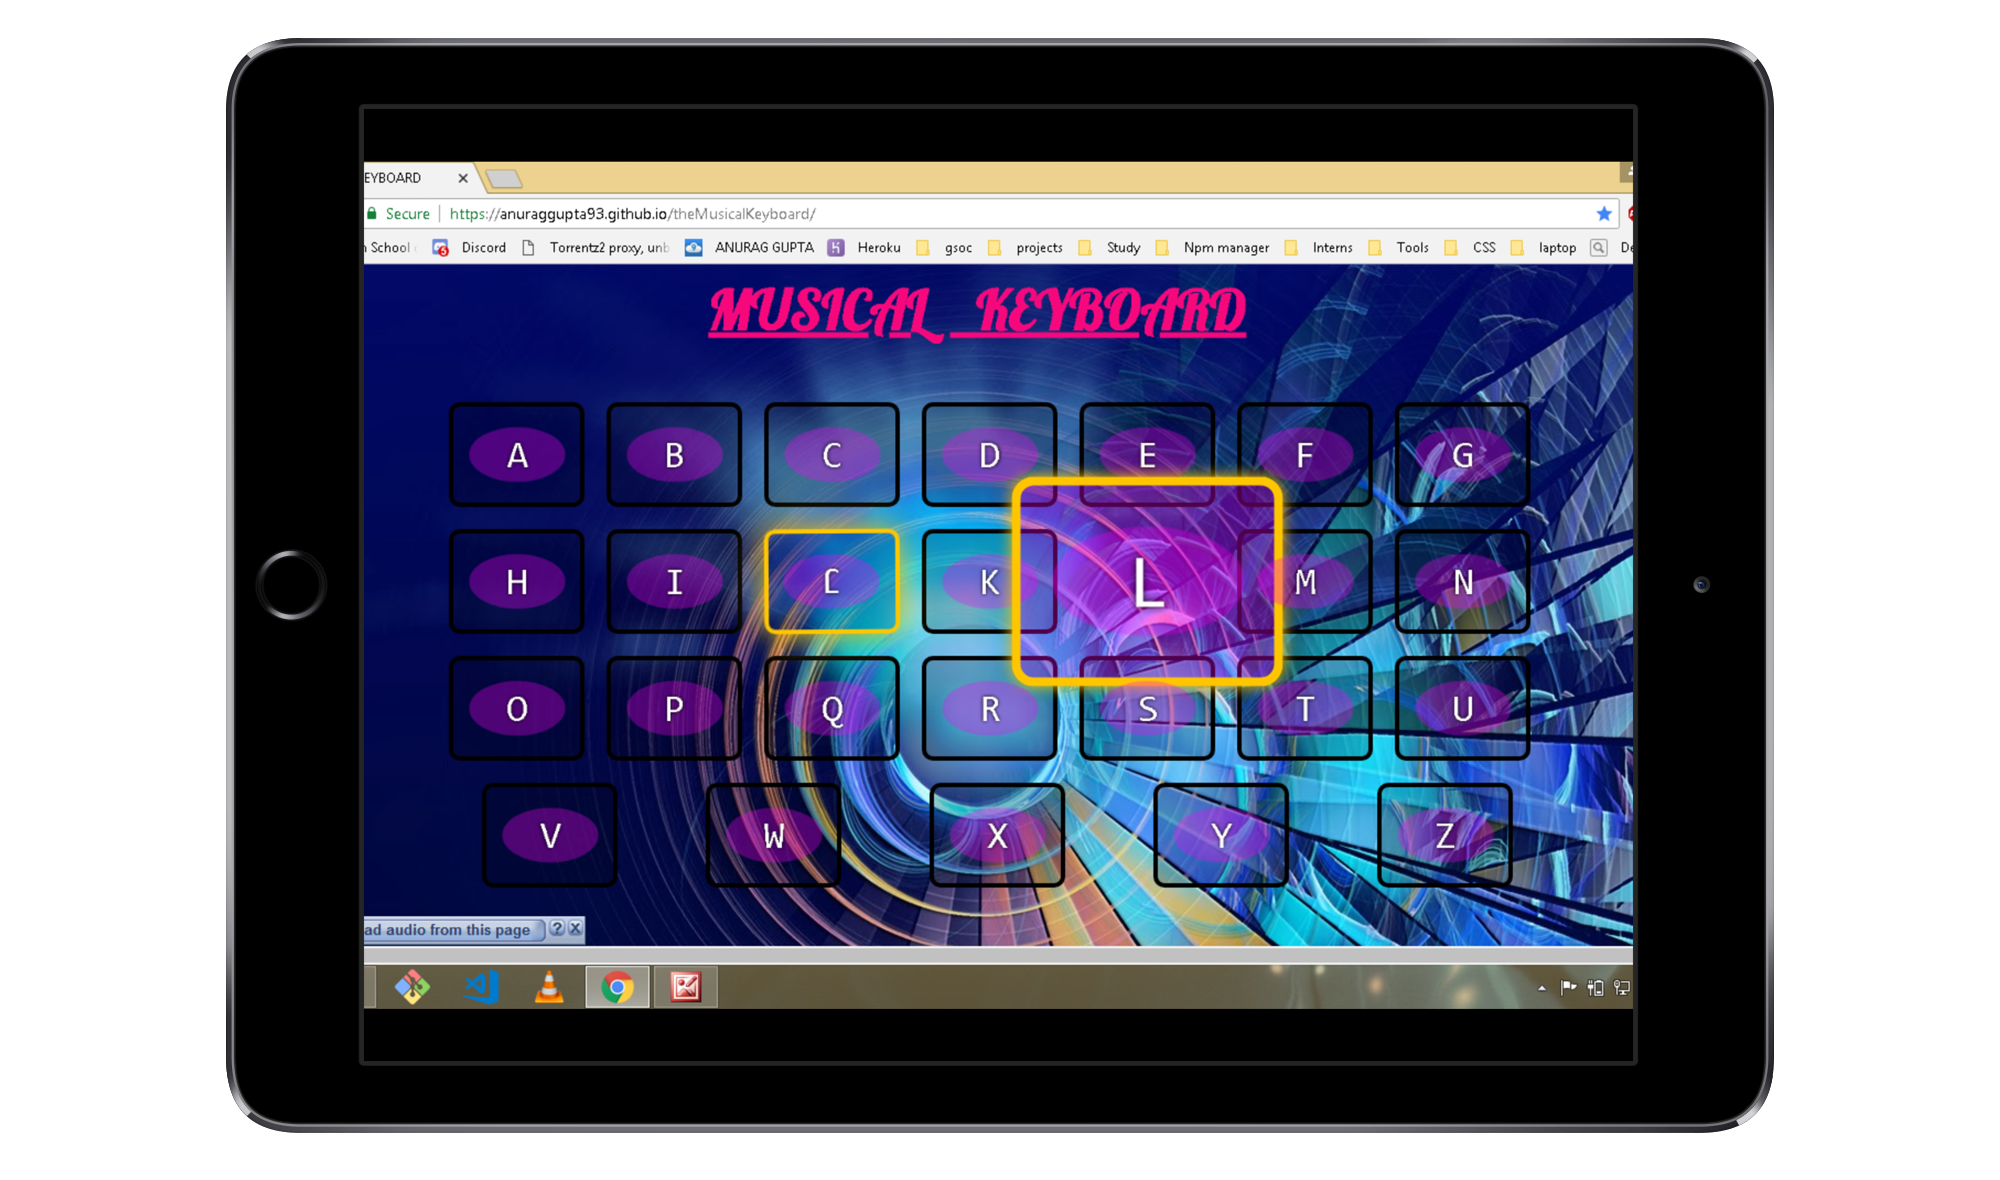 EYBOARD
Secure https://anuraggupta93.github.io/theMusicalKeyboard/
School Discord Torrentz2 proxy, unb ANURAG GUPTA Heroku gsoc projects Study Npm manager Interns Tools CSS laptop De
MUSICAL KEYBOARD
A B C D E F G
H I K L M N
O P Q R S T U
V W X Y Z
ad audio from this page ? X